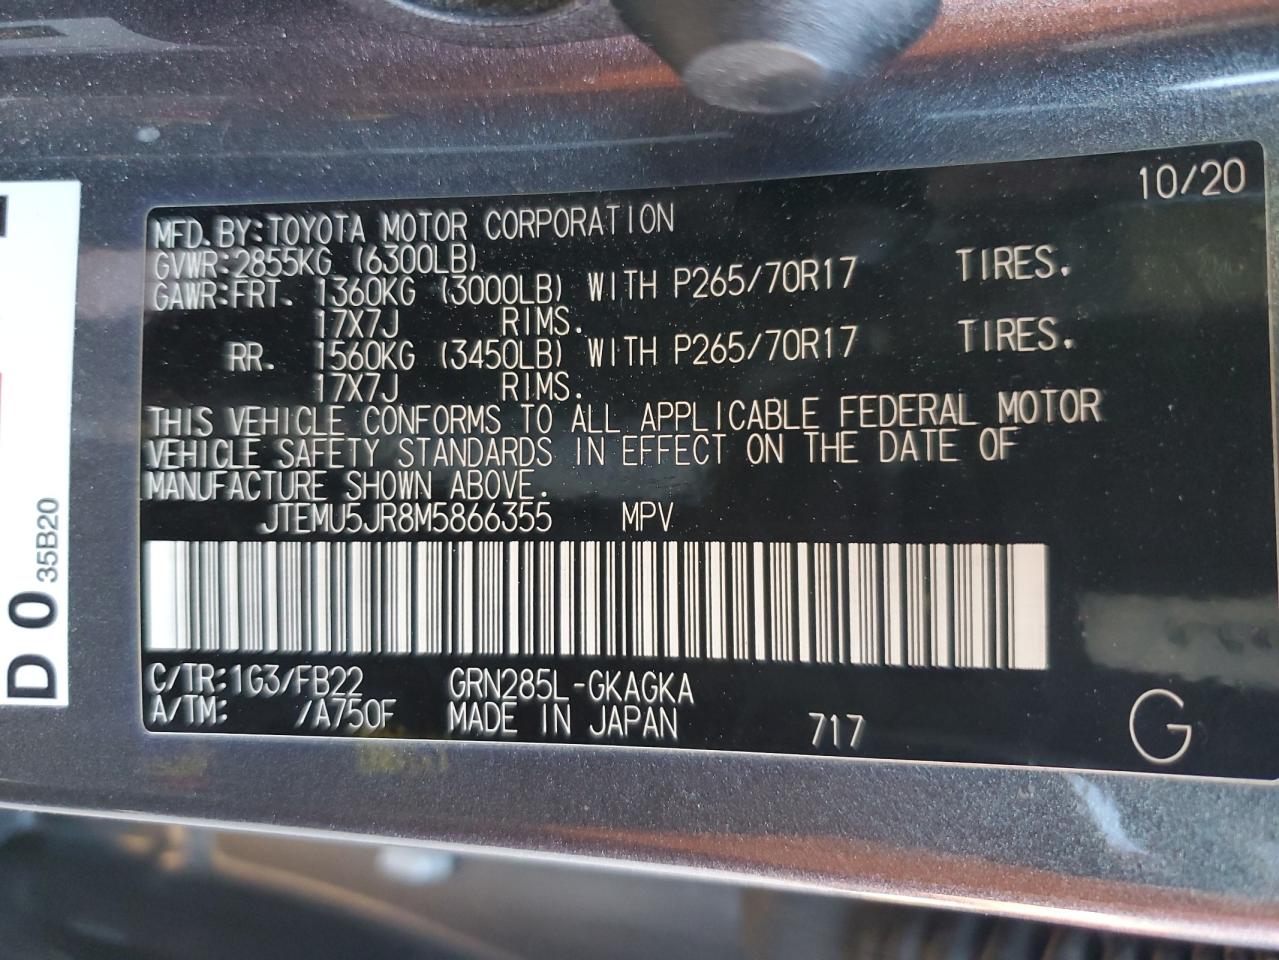 10/20
MFD. BY: TOYOTA MOTOR CORPORATION
GVWR: 2855KG (6300LB)
GAWR: FRT. 1360KG (3000LB) WITH P265/70R17 TIRES.
17X7J RIMS.
RR. 1560KG (3450LB) WITH P265/70R17 TIRES.
17X7J RIMS.
THIS VEHICLE CONFORMS TO ALL APPLICABLE FEDERAL MOTOR
VEHICLE SAFETY STANDARDS IN EFFECT ON THE DATE OF
MANUFACTURE SHOWN ABOVE.
JTEMU5JR8M5866355 MPV
C/TR: 1G3/FB22 GRN285L-GKAGKA
A/TM: /A750F MADE IN JAPAN 717 G
D 0
35B20